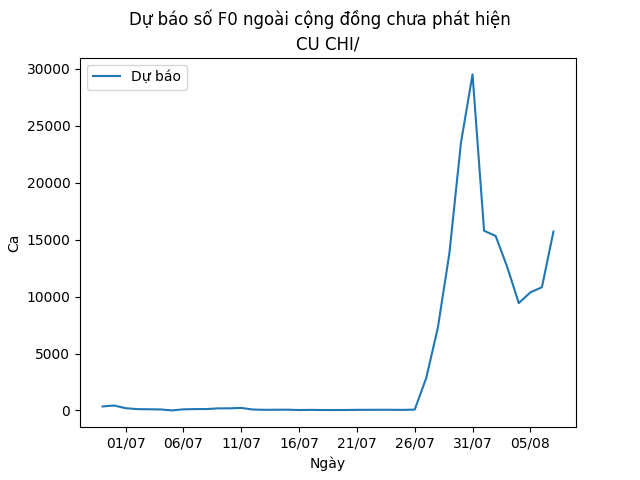 Dự báo số F0 ngoài cộng đồng chưa phát hiện
CU CHI/
Dự báo
30000
25000
20000
15000
10000
5000
0
Ca
01/07 06/07 11/07 16/07 21/07 26/07 31/07 05/08
Ngày